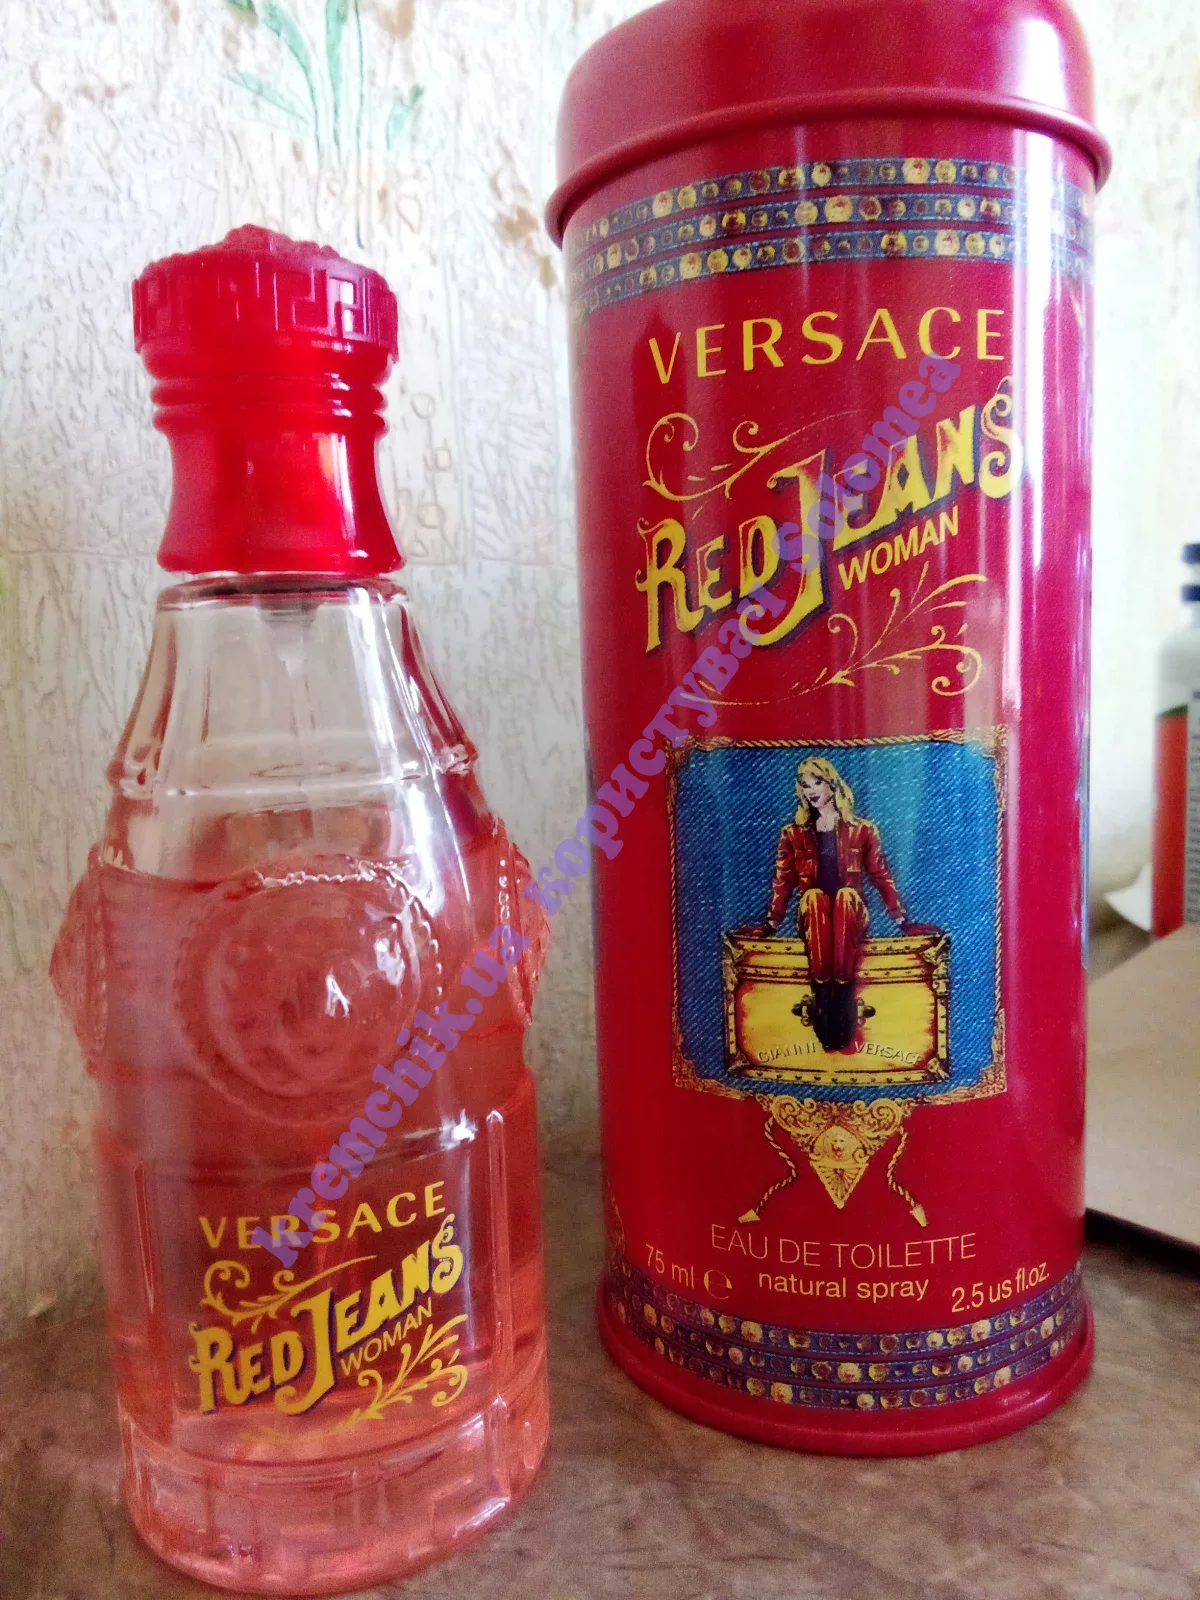 VERSACE
RED JEANS
WOMAN
GIANNI VERSACE
EAU DE TOILETTE
75 ml e natural spray 2.5 us fl.oz.
VERSACE
RED JEANS
WOMAN
kremchik.ua користувач Solomea